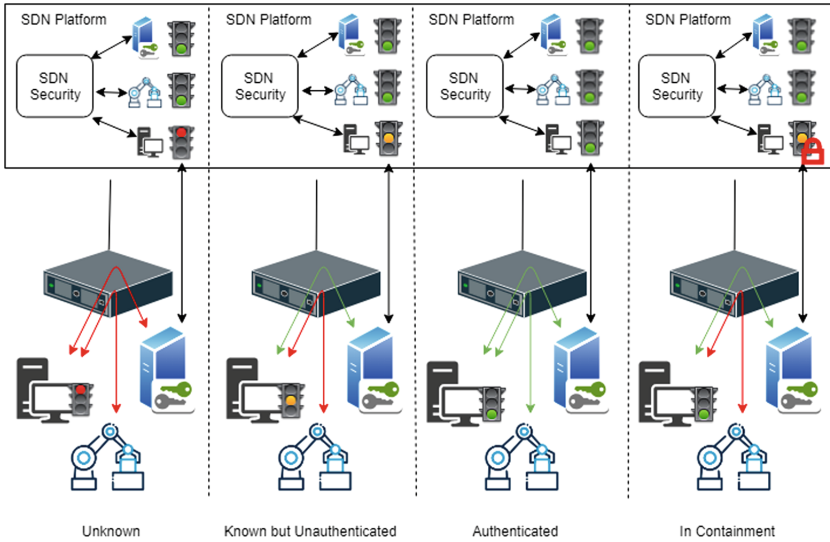 SDN Platform
SDN
Security
SDN Platform
SDN
Security
SDN Platform
SDN
Security
SDN Platform
SDN
Security
Unknown
Known but Unauthenticated
Authenticated
In Containment